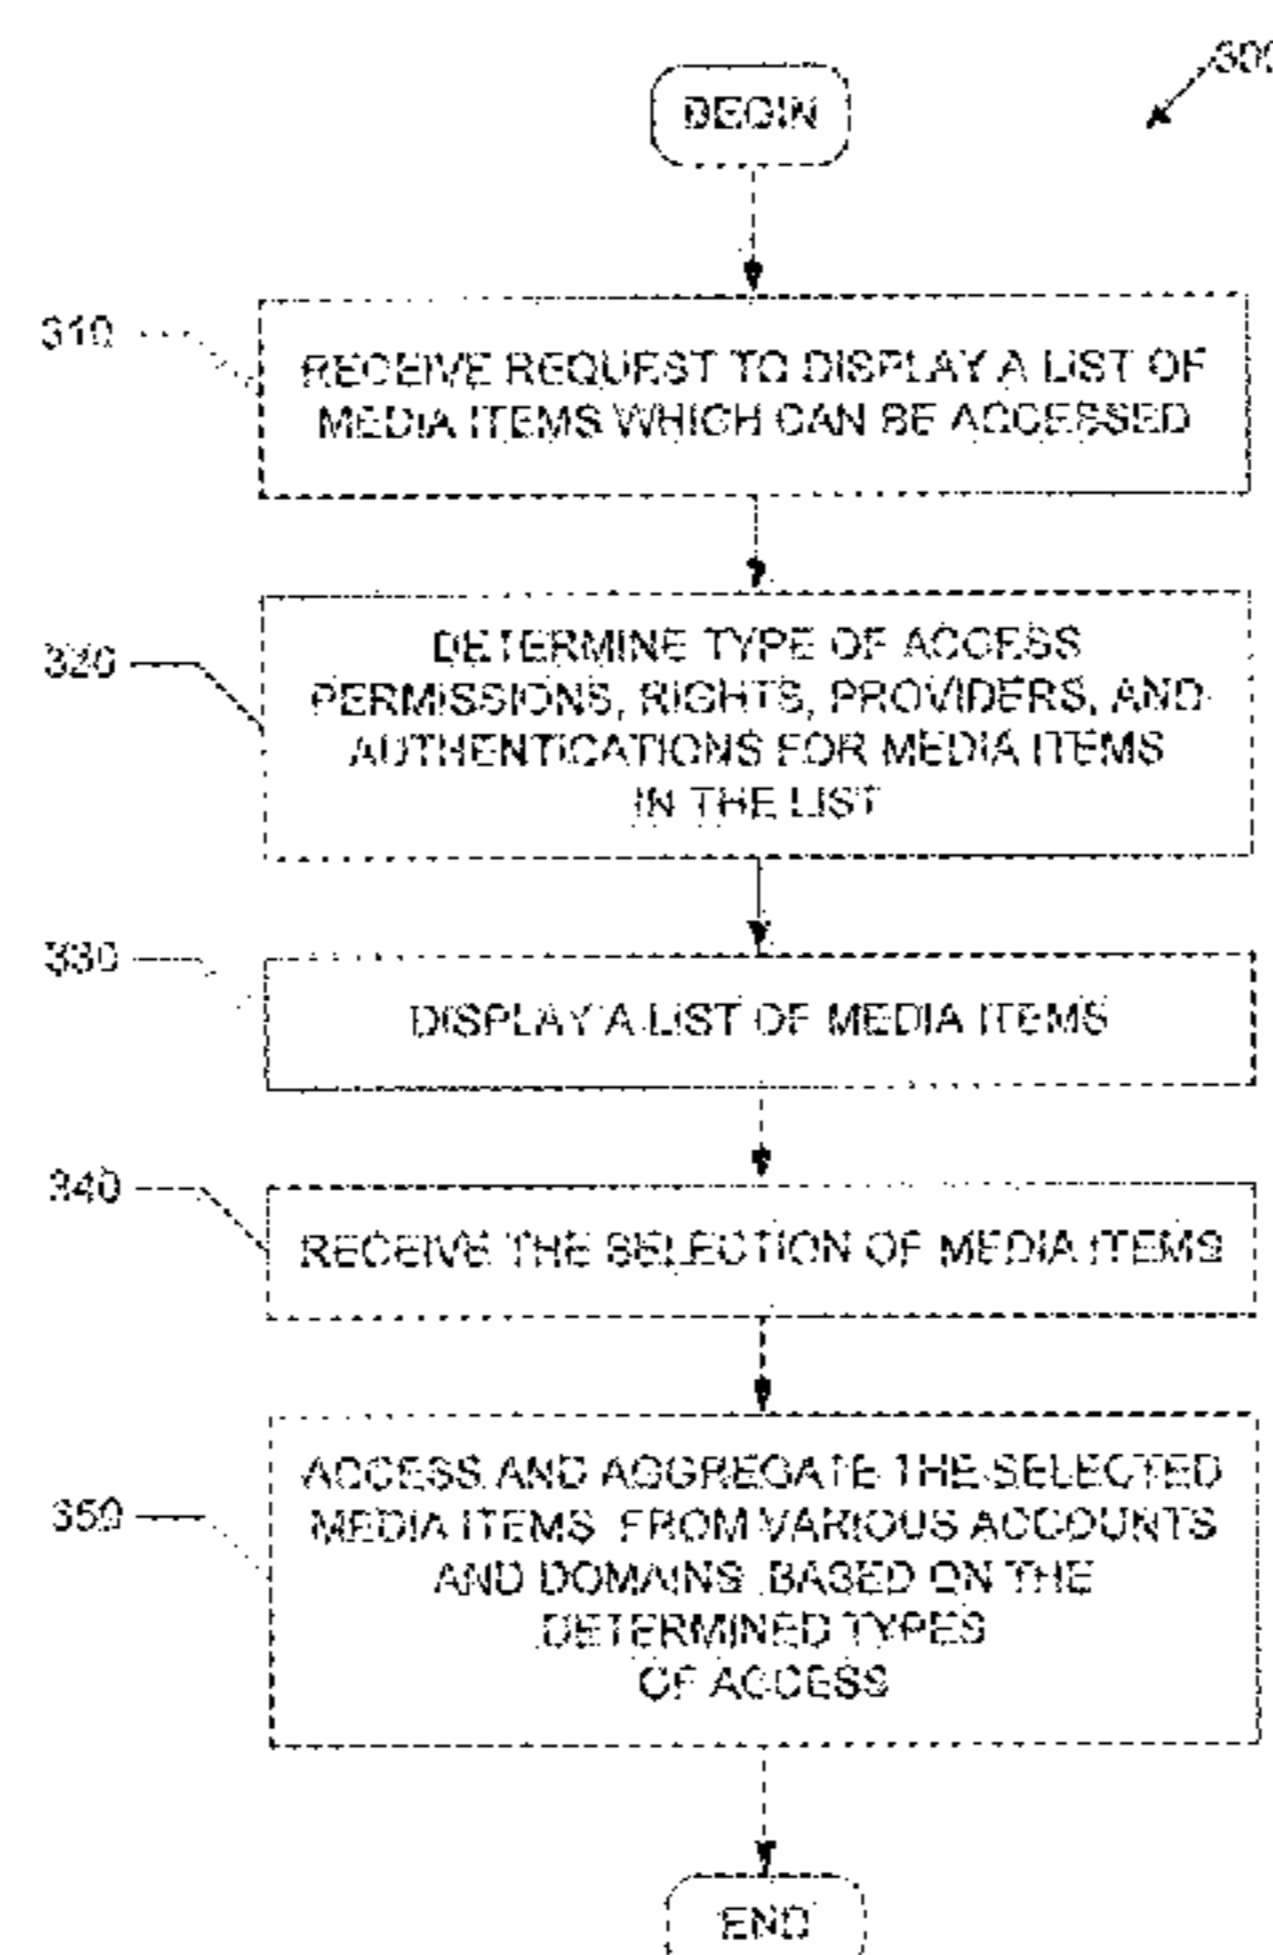 300
BEGIN
310
RECEIVE REQUEST TO DISPLAY A LIST OF
MEDIA ITEMS WHICH CAN BE ACCESSED
320
DETERMINE TYPE OF ACCESS
PERMISSIONS, RIGHTS, PROVIDERS, AND
AUTHENTICATIONS FOR MEDIA ITEMS
IN THE LIST
330
DISPLAY A LIST OF MEDIA ITEMS
340
RECEIVE THE SELECTION OF MEDIA ITEMS
350
ACCESS AND AGGREGATE THE SELECTED
MEDIA ITEMS FROM VARIOUS ACCOUNTS
AND DOMAINS BASED ON THE
DETERMINED TYPES
OF ACCESS
END